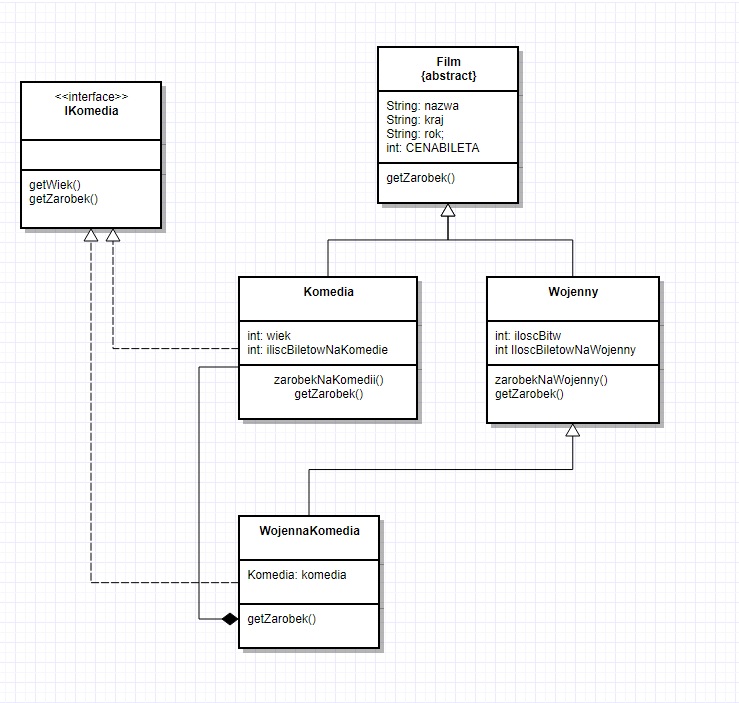 <<interface>>
IKomedia
getWiek()
getZarobek()
Film
{abstract}
String: nazwa
String: kraj
String: rok;
int: CENABILETA
getZarobek()
Komedia
int: wiek
int: iliscBiletowNaKomedie
zarobekNaKomedii()
getZarobek()
Wojenny
int: iloscBitw
int IloscBiletowNaWojenny
zarobekNaWojenny()
getZarobek()
WojennaKomedia
Komedia: komedia
getZarobek()